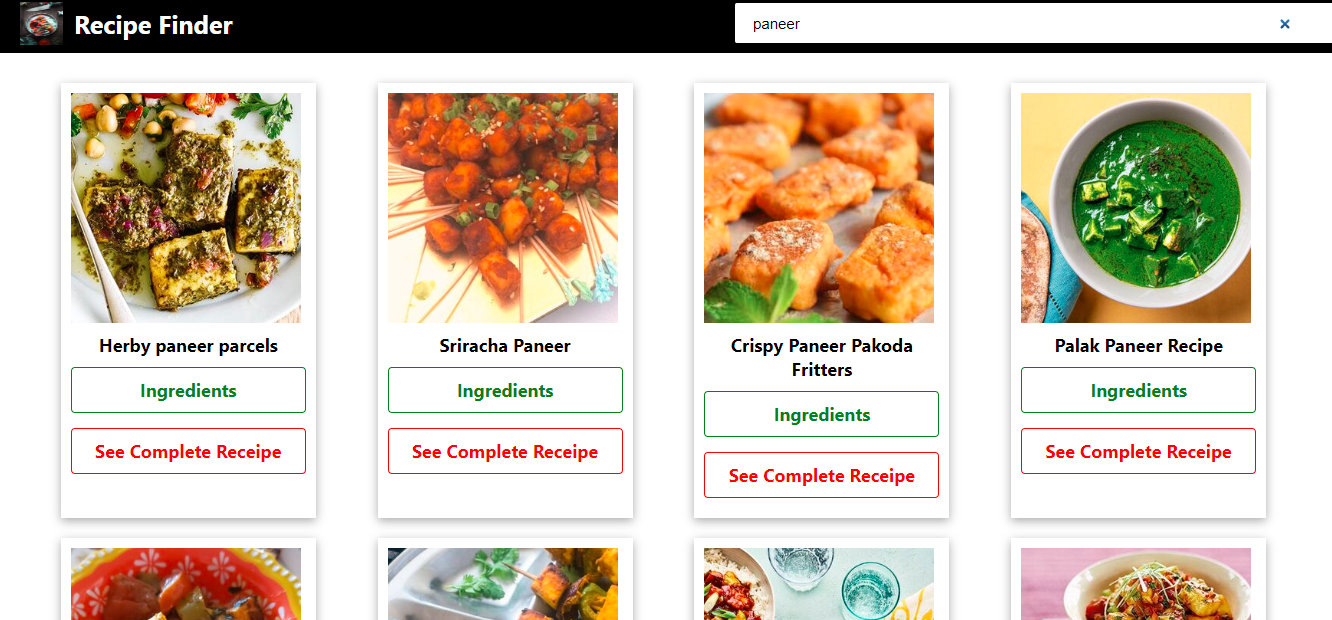 Recipe Finder
paneer
Herby paneer parcels
Ingredients
See Complete Receipe
Sriracha Paneer
Ingredients
See Complete Receipe
Crispy Paneer Pakoda
Fritters
Ingredients
See Complete Receipe
Palak Paneer Recipe
Ingredients
See Complete Receipe